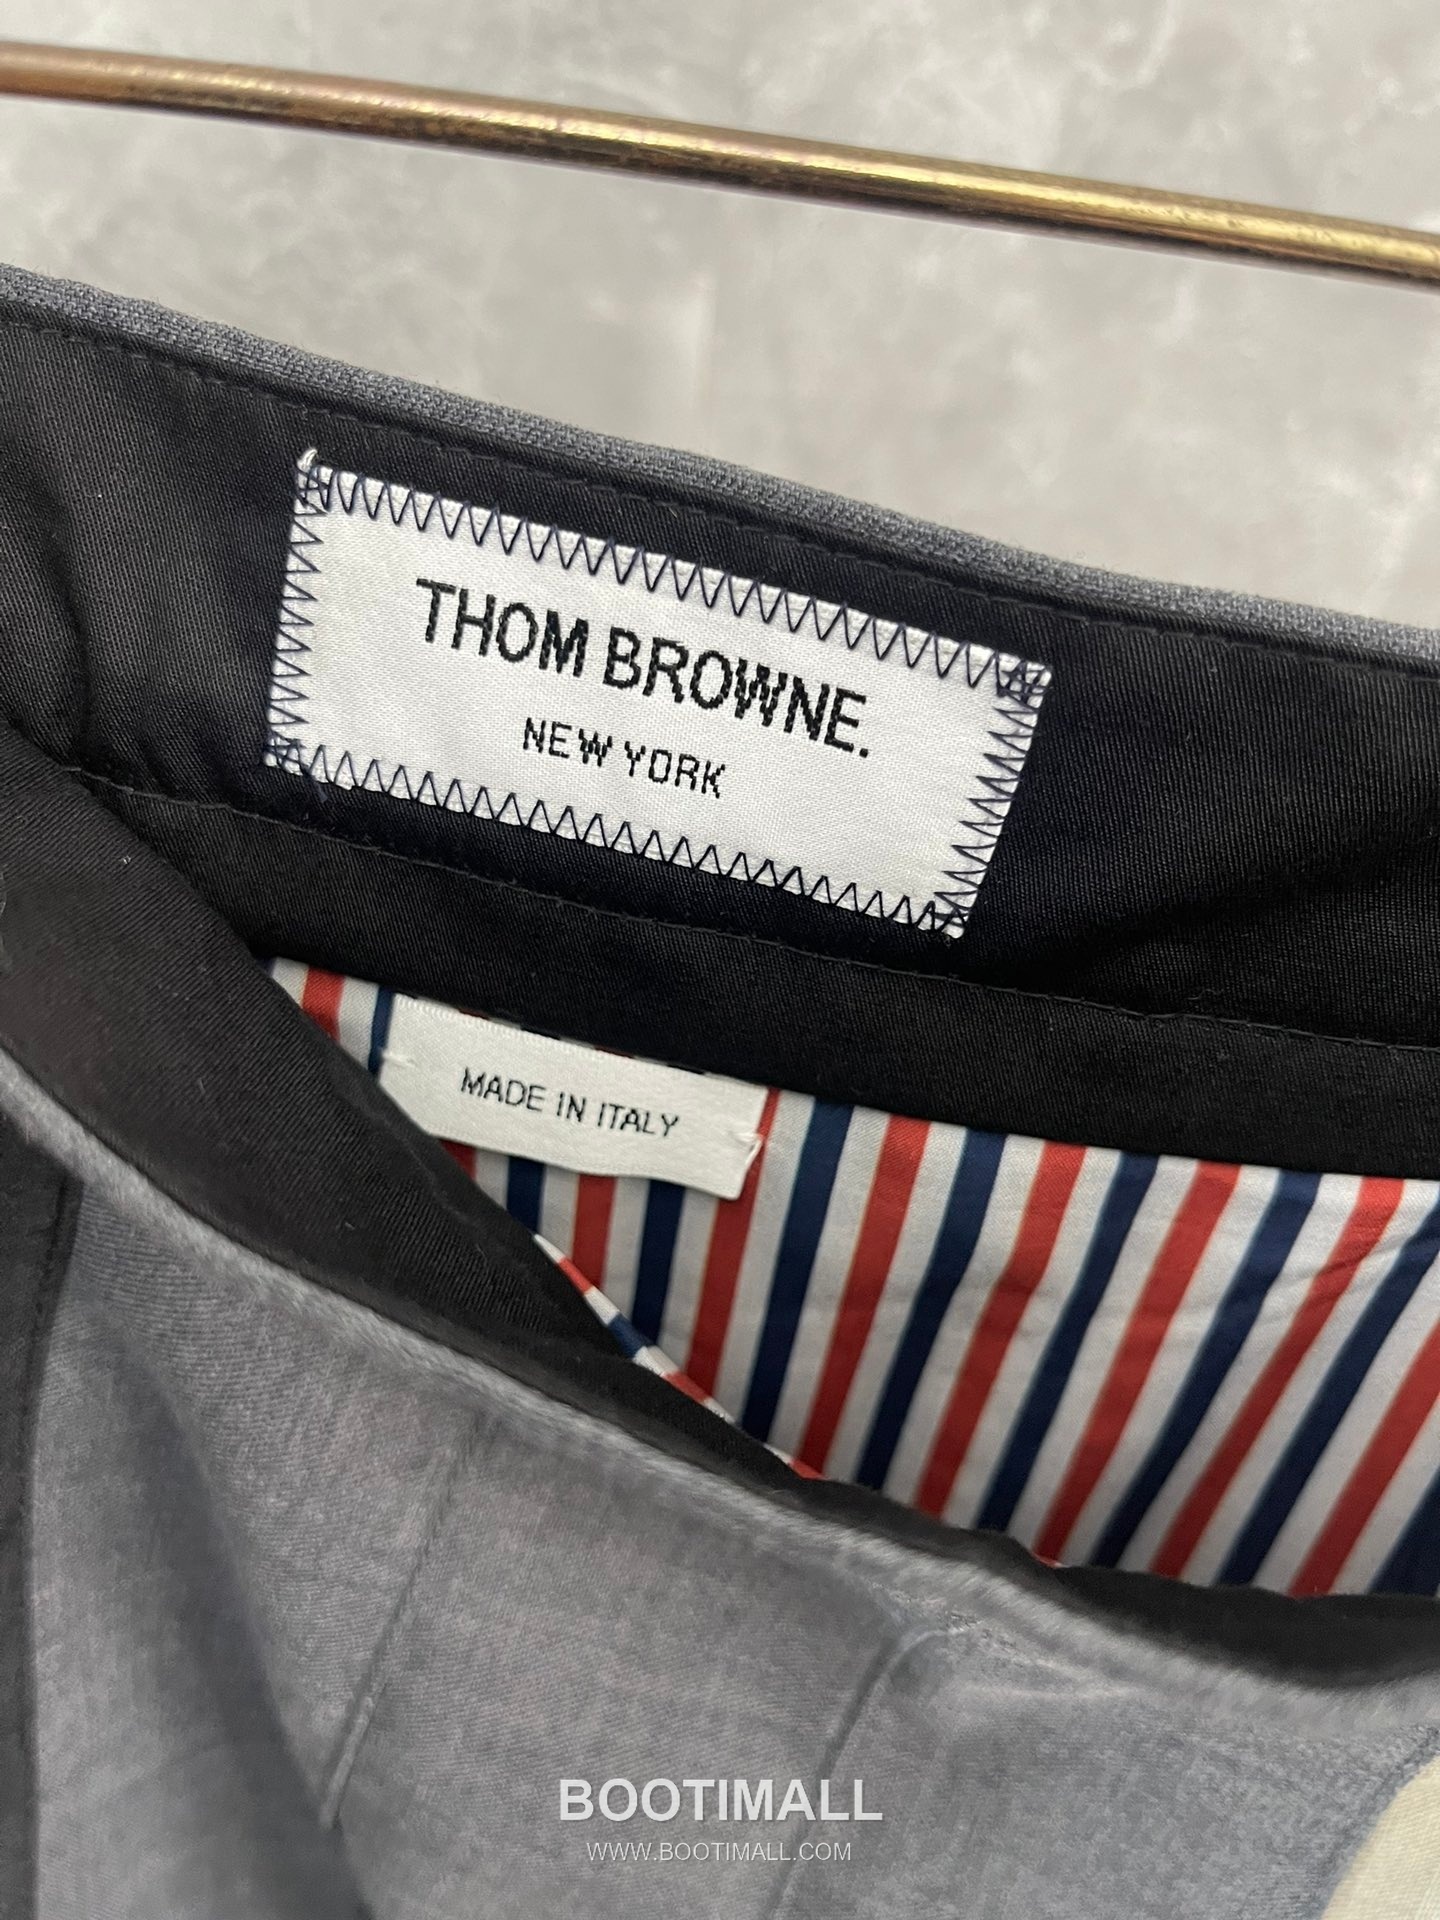 THOM BROWNE.
NEW YORK
MADE IN ITALY
BOOTIMALL
WWW.BOOTIMALL.COM